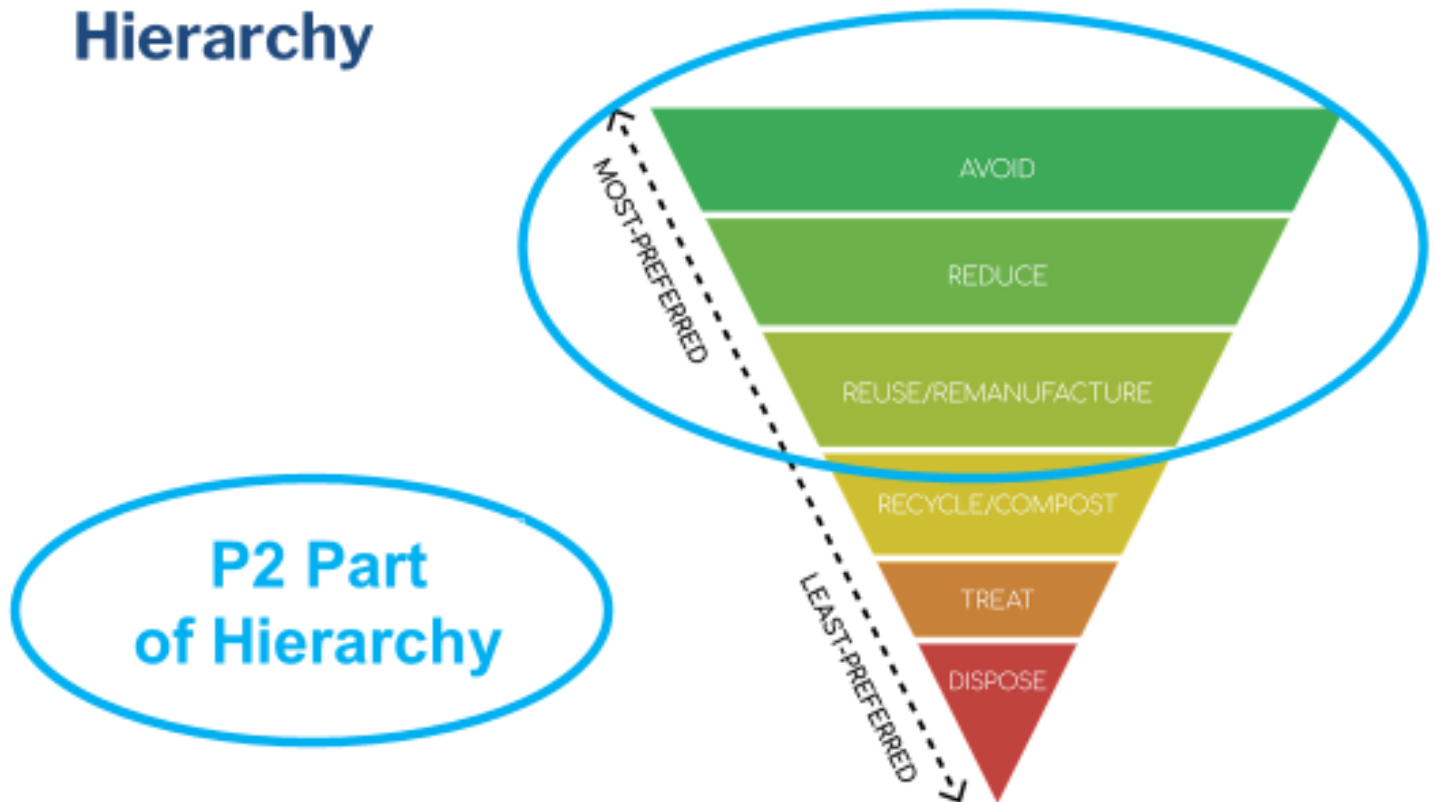 Hierarchy
AVOID
MOST-PREFERRED
REDUCE
REUSE/REMANUFACTURE
RECYCLE/COMPOST
P2 Part
of Hierarchy
TREAT
LEAST-PREFERRED
DISPOSE